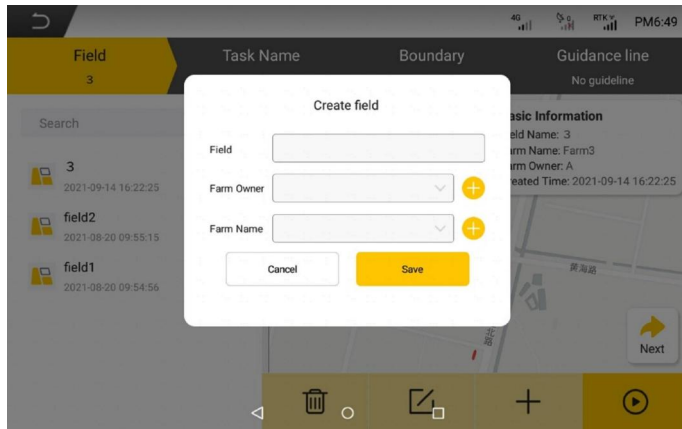 4G
RTK
PM6:49
Field
3
Task Name
Boundary
Guidance line
No guideline
Search
3
2021-09-14 16:22:25
field2
2021-08-20 09:55:15
field1
2021-08-20 09:54:56
Create field
Field
Farm Owner
Farm Name
Cancel
Save
asic Information
eld Name: 3
arm Name: Farm3
arm Owner: A
reated Time: 2021-09-14 16:22:25
黄海路
Next